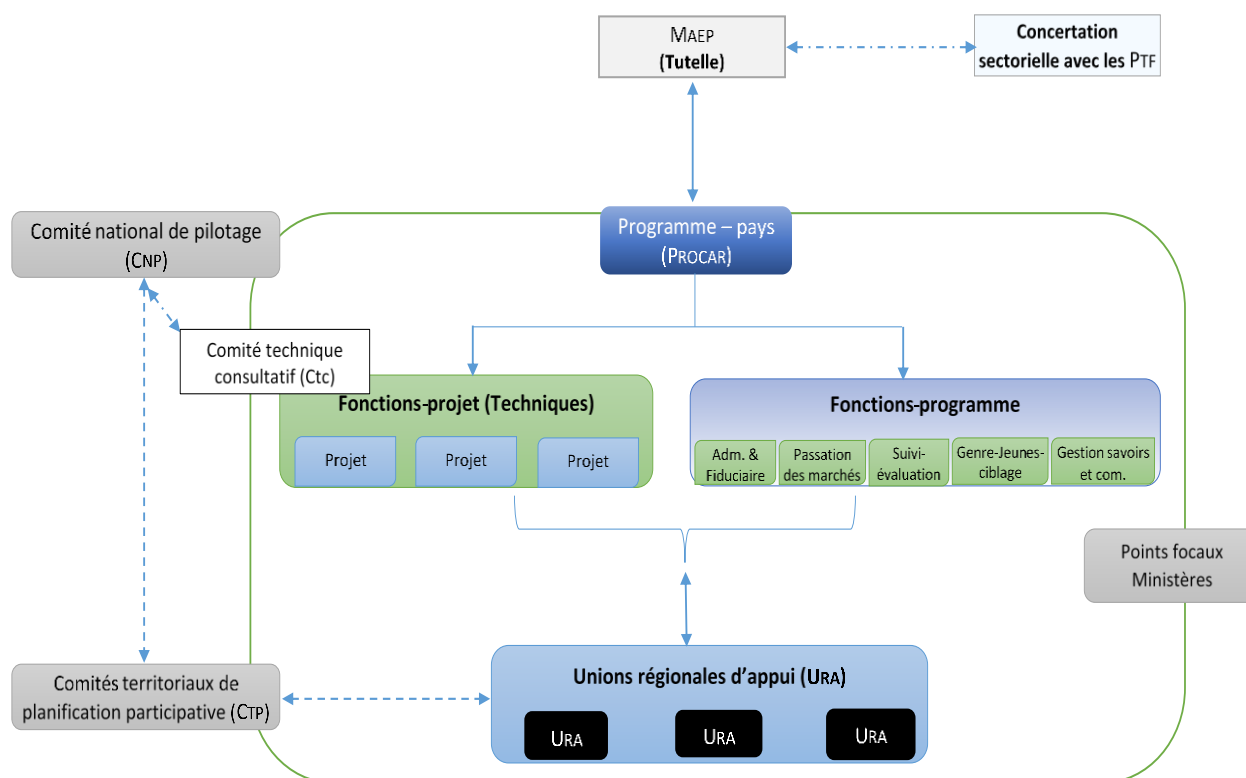 MAEP
(Tutelle)
Concertation
sectorielle avec les PTF
Comité national de pilotage
(CNP)
Programme – pays
(PROCAR)
Comité technique
consultatif (Ctc)
Fonctions-projet (Techniques)
Projet
Projet
Projet
Fonctions-programme
Adm. &
Fiduciaire
Passation
des marchés
Suivi-
évaluation
Genre-Jeunes-
ciblage
Gestion savoirs
et com.
Points focaux
Ministères
Comités territoriaux de
planification participative (CTP)
Unions régionales d’appui (URA)
URA
URA
URA